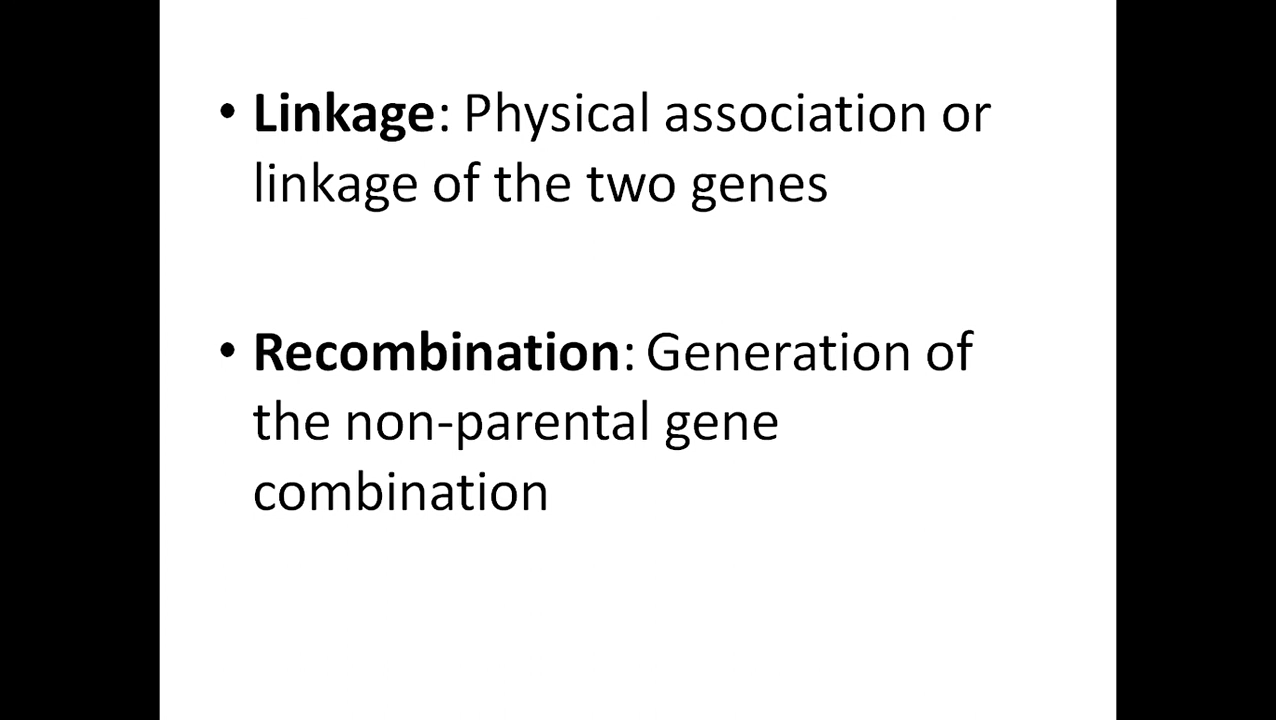 • Linkage: Physical association or
linkage of the two genes
• Recombination: Generation of
the non-parental gene
combination